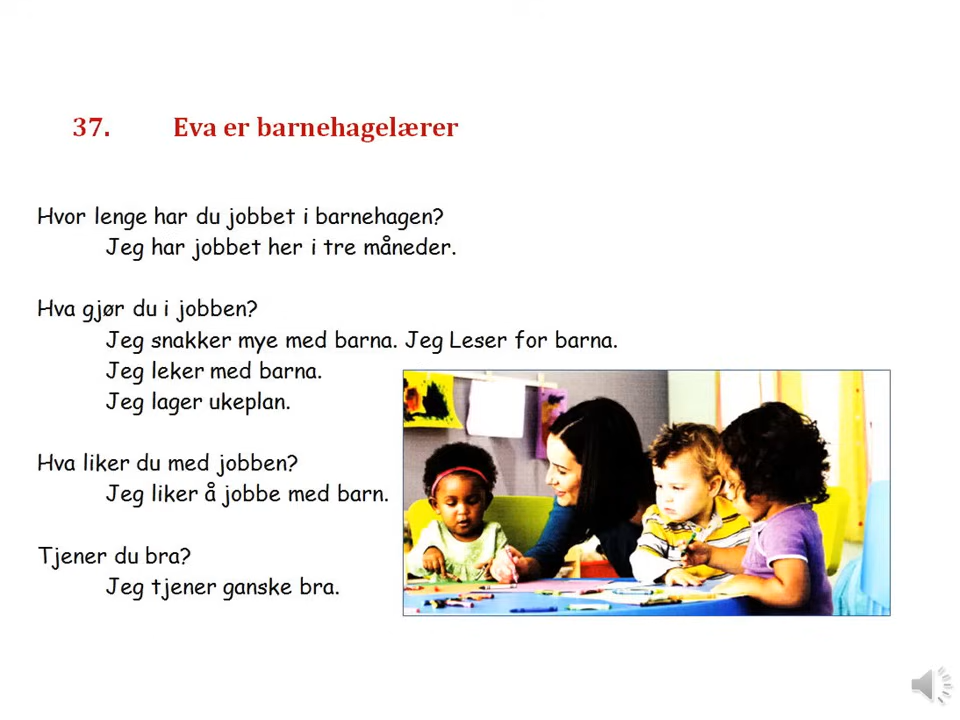 37. Eva er barnehagelærer
Hvor lenge har du jobbet i barnehagen?
Jeg har jobbet her i tre måneder.
Hva gjør du i jobben?
Jeg snakker mye med barna. Jeg Leser for barna.
Jeg leker med barna.
Jeg lager ukeplan.
Hva liker du med jobben?
Jeg liker å jobbe med barn.
Tjener du bra?
Jeg tjener ganske bra.